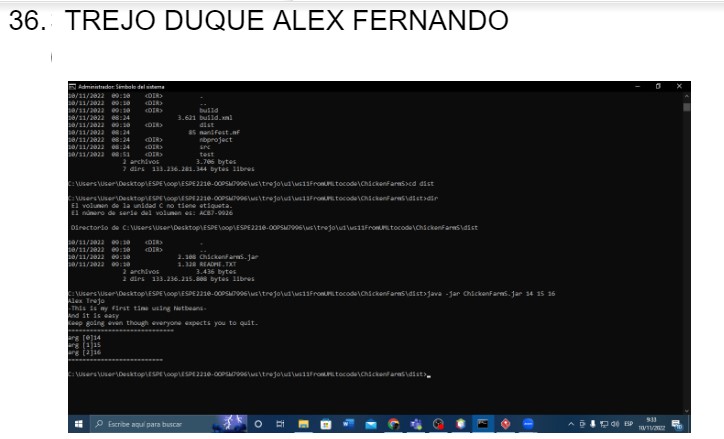 36. TREJO DUQUE ALEX FERNANDO
Administrador: Símbolo del sistema
10/11/2022 09:10 <DIR> .
10/11/2022 09:10 <DIR> ..
10/11/2022 09:10 <DIR> build
10/11/2022 08:24 3.621 build.xml
10/11/2022 09:10 <DIR> dist
10/11/2022 08:24 85 manifest.mf
10/11/2022 08:24 <DIR> nbproject
10/11/2022 08:24 <DIR> src
10/11/2022 08:51 <DIR> test
2 archivos 3.706 bytes
7 dirs 133.236.281.344 bytes libres
C:\Users\User\Desktop\ESPE\oop\ESPE2210-OOPSW7996\ws\trejo\u1\ws11FromUMLtocode\ChickenFarm5>cd dist
C:\Users\User\Desktop\ESPE\oop\ESPE2210-OOPSW7996\ws\trejo\u1\ws11FromUMLtocode\ChickenFarm5\dist>dir
El volumen de la unidad C no tiene etiqueta.
El número de serie del volumen es: AC87-9926
Directorio de C:\Users\User\Desktop\ESPE\oop\ESPE2210-OOPSW7996\ws\trejo\u1\ws11FromUMLtocode\ChickenFarm5\dist
10/11/2022 09:10 <DIR> .
10/11/2022 09:10 <DIR> ..
10/11/2022 09:10 2.108 ChickenFarm5.jar
10/11/2022 09:10 1.328 README.TXT
2 archivos 3.436 bytes
2 dirs 133.236.215.808 bytes libres
C:\Users\User\Desktop\ESPE\oop\ESPE2210-OOPSW7996\ws\trejo\u1\ws11FromUMLtocode\ChickenFarm5\dist>java -jar ChickenFarm5.jar 14 15 16
Alex Trejo
-This is my first time using Netbeans-
And it is easy
Keep going even though everyone expects you to quit.
============================
arg [0]14
arg [1]15
arg [2]16
=========================
C:\Users\User\Desktop\ESPE\oop\ESPE2210-OOPSW7996\ws\trejo\u1\ws11FromUMLtocode\ChickenFarm5\dist>
Escribe aquí para buscar
ESP
9:33
10/11/2022